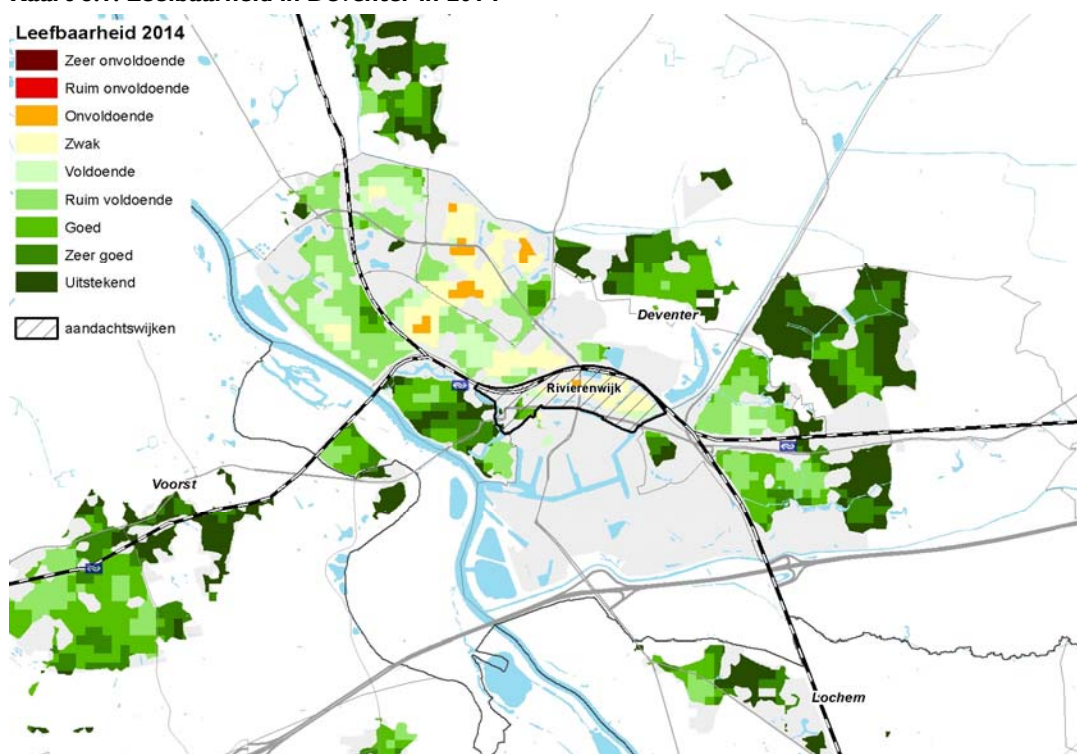 Leefbaarheid 2014
Zeer onvoldoende
Ruim onvoldoende
Onvoldoende
Zwak
Voldoende
Ruim voldoende
Goed
Zeer goed
Uitstekend
aandachtswijken
Deventer
Rivierenwijk
Voorst
Lochem